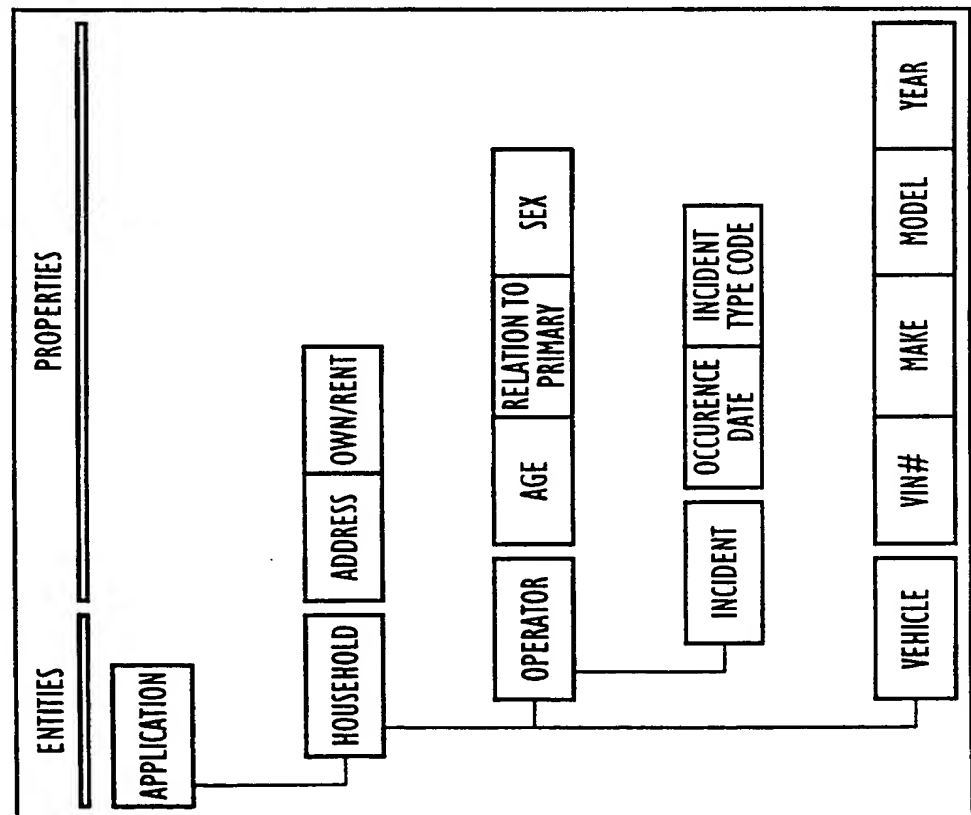 ENTITIES
PROPERTIES
APPLICATION
HOUSEHOLD
ADDRESS
OWN/RENT
OPERATOR
AGE
RELATION TO
PRIMARY
SEX
INCIDENT
OCCURENCE
DATE
INCIDENT
TYPE CODE
VEHICLE
VIN#
MAKE
MODEL
YEAR